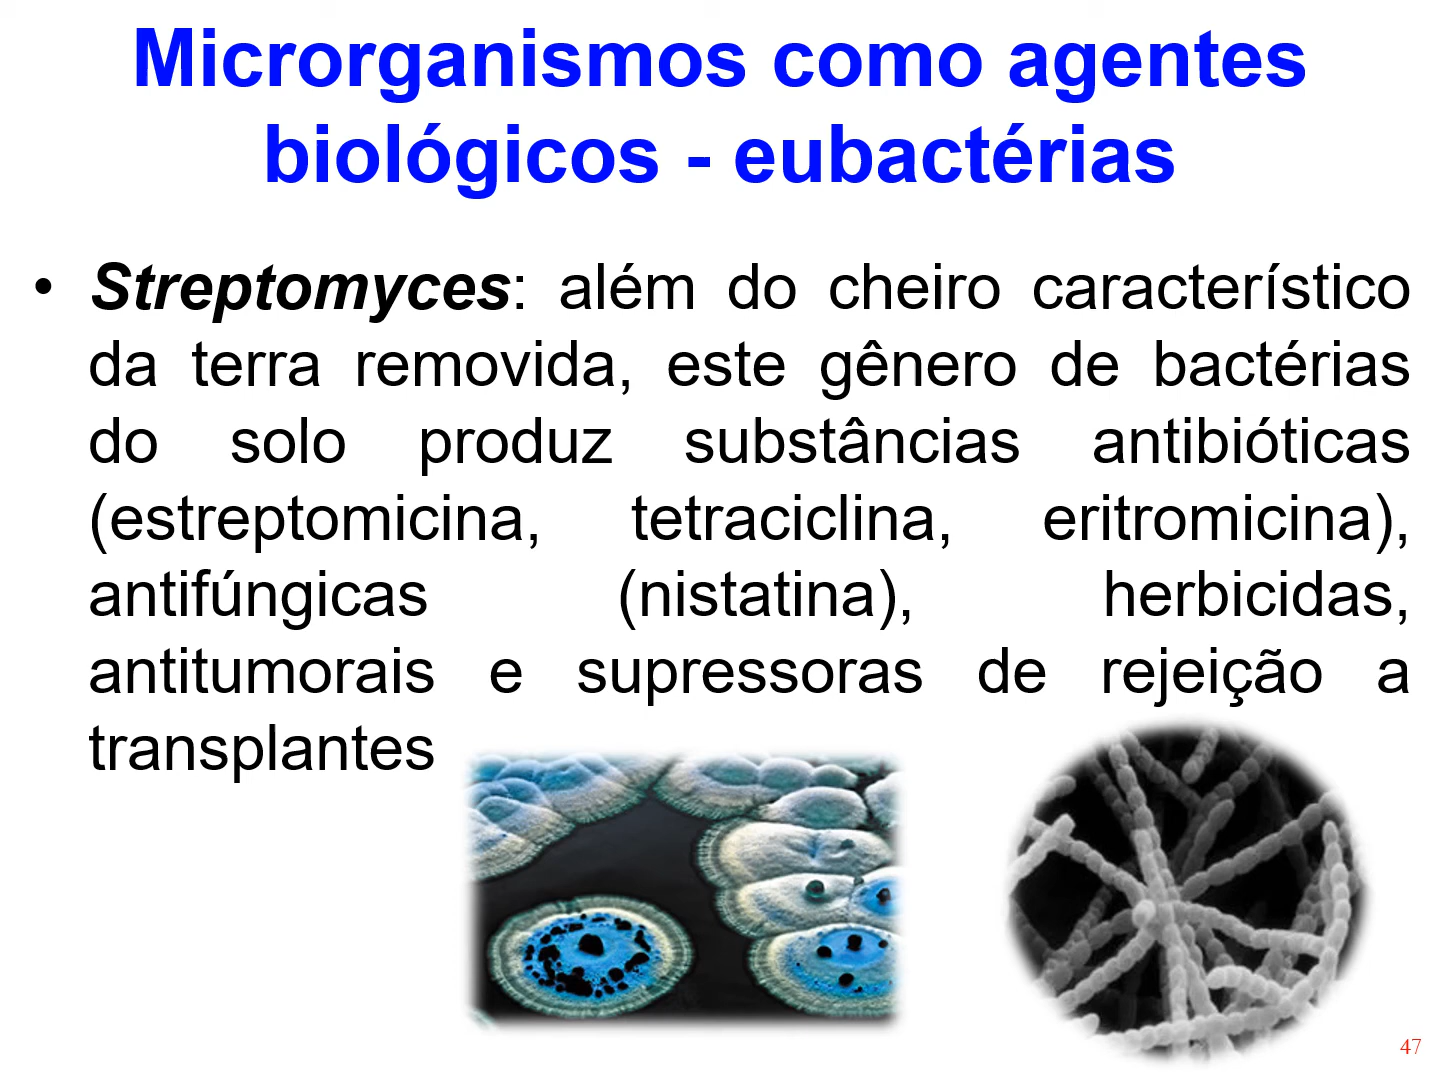 Microrganismos como agentes
biológicos - eubactérias
• Streptomyces: além do cheiro característico
da terra removida, este gênero de bactérias
do solo produz substâncias antibióticas
(estreptomicina, tetraciclina, eritromicina),
antifúngicas (nistatina), herbicidas,
antitumorais e supressoras de rejeição a
transplantes
47